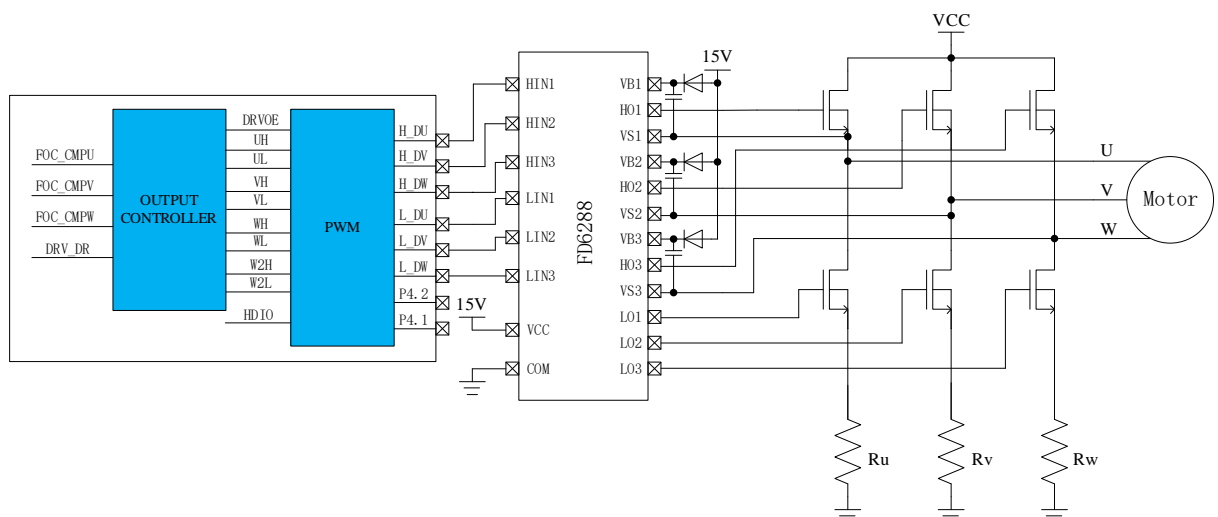 FOC_CMPU
FOC_CMPV
FOC_CMPW
DRV_DR
OUTPUT
CONTROLLER
DRVOE
UH
UL
VH
VL
WH
WL
W2H
W2L
HDIO
PWM
H_DU
H_DV
H_DW
L_DU
L_DV
L_DW
P4.2
P4.1
15V
HIN1
HIN2
HIN3
LIN1
LIN2
LIN3
VCC
COM
FD6288
VB1
HO1
VS1
VB2
HO2
VS2
VB3
HO3
VS3
LO1
LO2
LO3
15V
VCC
U
V
W
Motor
Ru
Rv
Rw